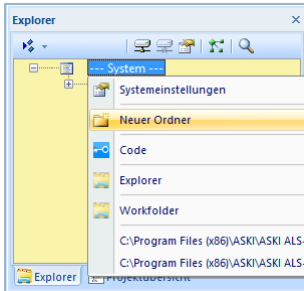 Explorer
--- System ---
Systemeinstellungen
Neuer Ordner
Code
Explorer
Workfolder
C:\Program Files (x86)\ASKI\ASKI ALS-
C:\Program Files (x86)\ASKI\ASKI ALS-
Explorer
Projektübersicht